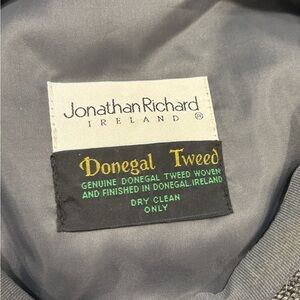 Jonathan Richard
IRELAND ®
Donegal Tweed
GENUINE DONEGAL TWEED WOVEN
AND FINISHED IN DONEGAL.IRELAND
DRY CLEAN
ONLY